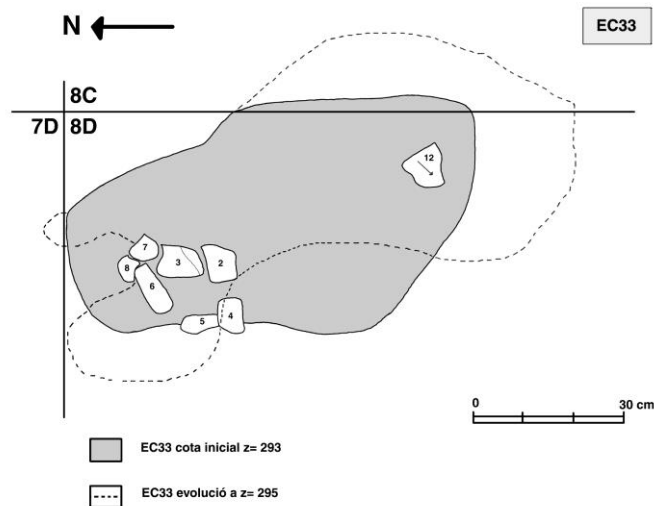 N
EC33
8C
7D 8D
12
7
3
2
8
6
5
4
0 30 cm
EC33 cota inicial z= 293
EC33 evolució a z= 295